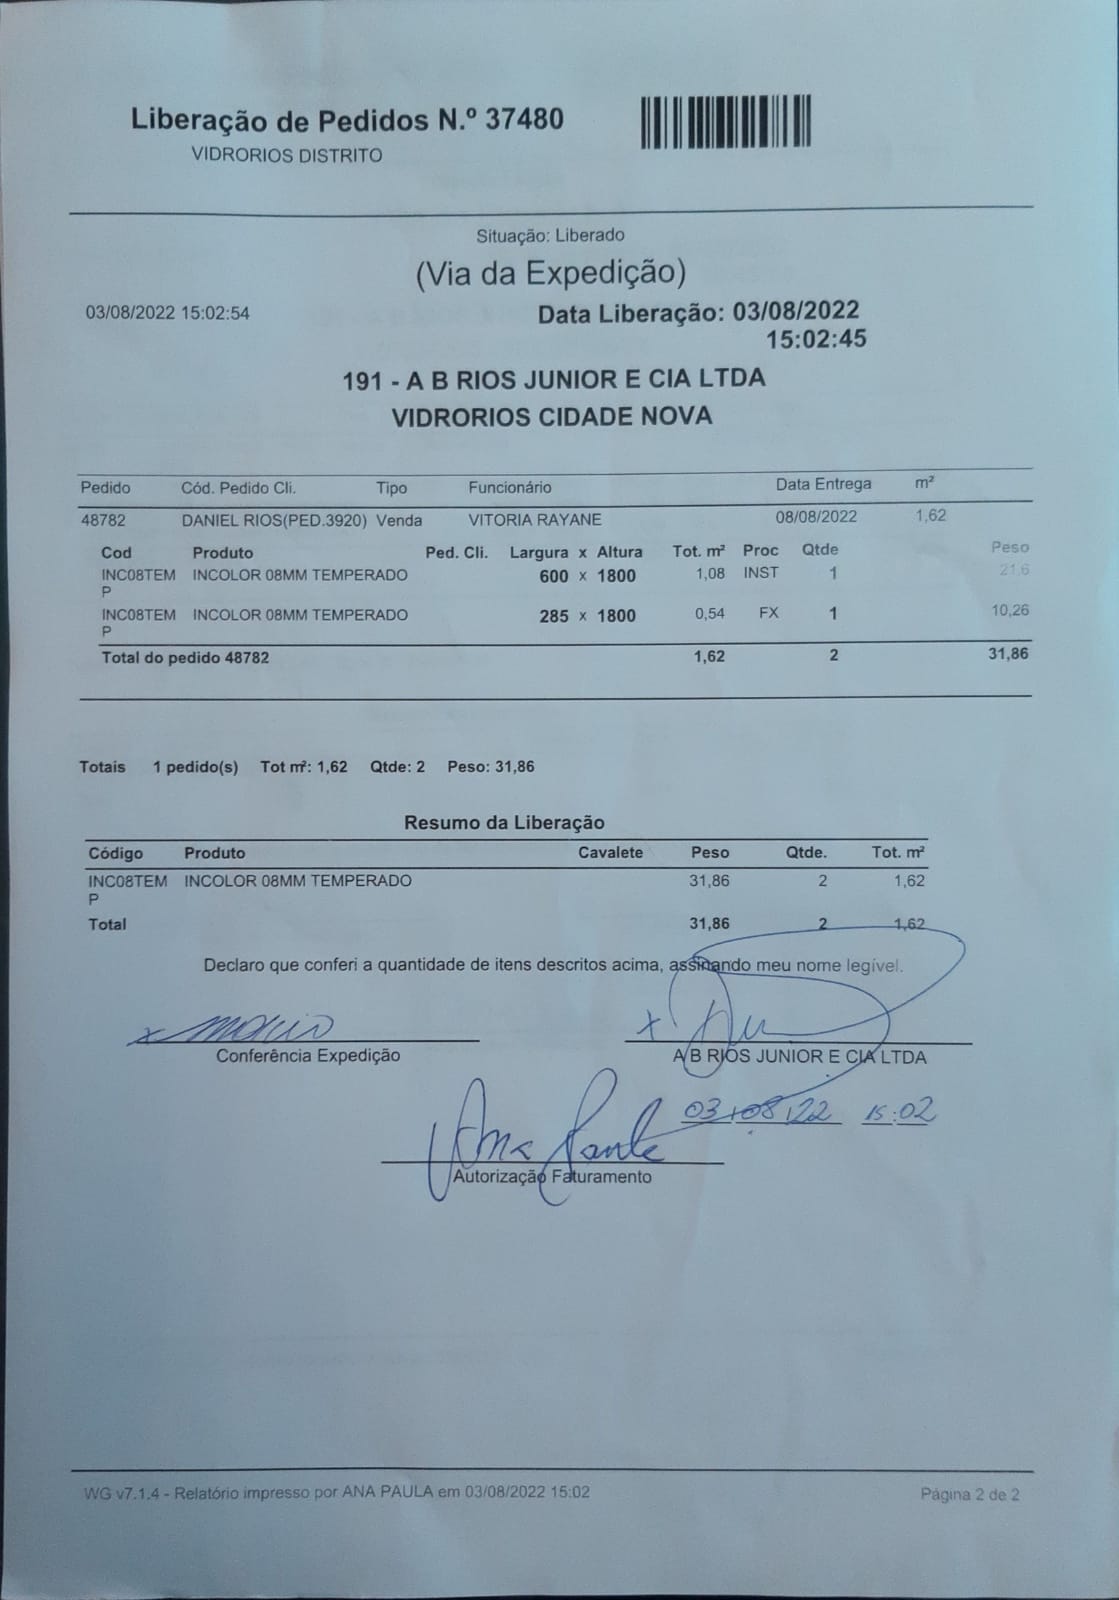 Liberação de Pedidos N.º 37480
VIDRORIOS DISTRITO
Situação: Liberado
(Via da Expedição)
03/08/2022 15:02:54
Data Liberação: 03/08/2022
15:02:45
191 - A B RIOS JUNIOR E CIA LTDA
VIDRORIOS CIDADE NOVA
Pedido Cód. Pedido Cli. Tipo Funcionário Data Entrega m²
48782 DANIEL RIOS(PED.3920) Venda VITORIA RAYANE 08/08/2022 1,62
Cod Produto Ped. Cli. Largura x Altura Tot. m² Proc Qtde Peso
INC08TEM INCOLOR 08MM TEMPERADO 600 x 1800 1,08 INST 1 21,6
P
INC08TEM INCOLOR 08MM TEMPERADO 285 x 1800 0,54 FX 1 10,26
P
Total do pedido 48782 1,62 2 31,86
Totais 1 pedido(s) Tot m²: 1,62 Qtde: 2 Peso: 31,86
Resumo da Liberação
Código Produto Cavalete Peso Qtde. Tot. m²
INC08TEM INCOLOR 08MM TEMPERADO 31,86 2 1,62
P
Total 31,86 2 1,62
Declaro que conferi a quantidade de itens descritos acima, assinando meu nome legível.
x
x
Conferência Expedição
A B RIOS JUNIOR E CIA LTDA
03/08/22 15:02
Ana
Autorização Faturamento
WG v7.1.4 - Relatório impresso por ANA PAULA em 03/08/2022 15:02
Página 2 de 2